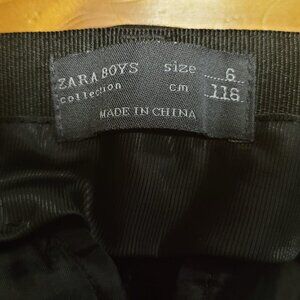 ZARA BOYS size 6
collection cm 116
MADE IN CHINA